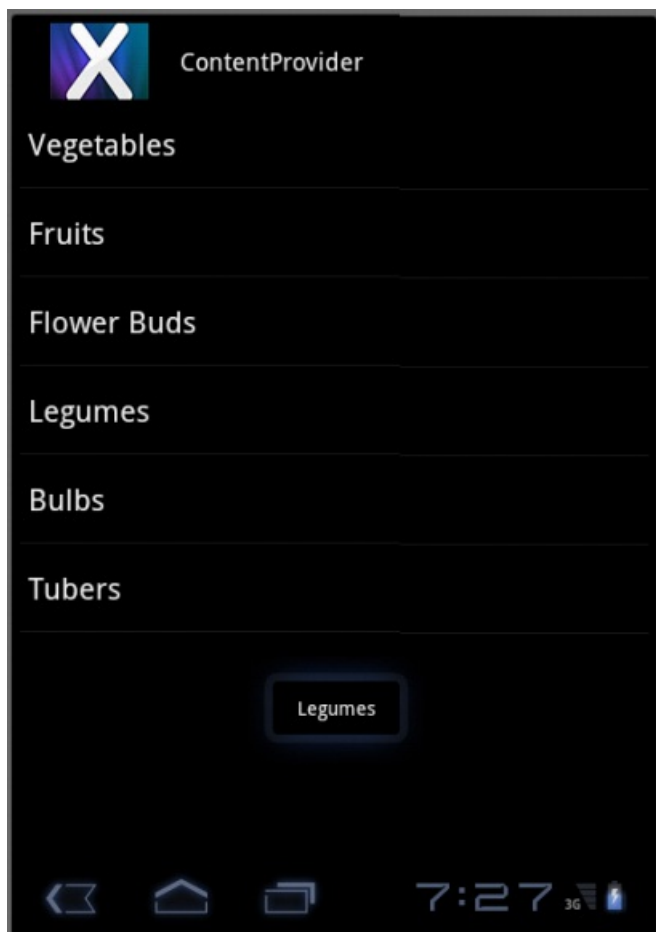 X
ContentProvider
Vegetables
Fruits
Flower Buds
Legumes
Bulbs
Tubers
Legumes
7:27 3G